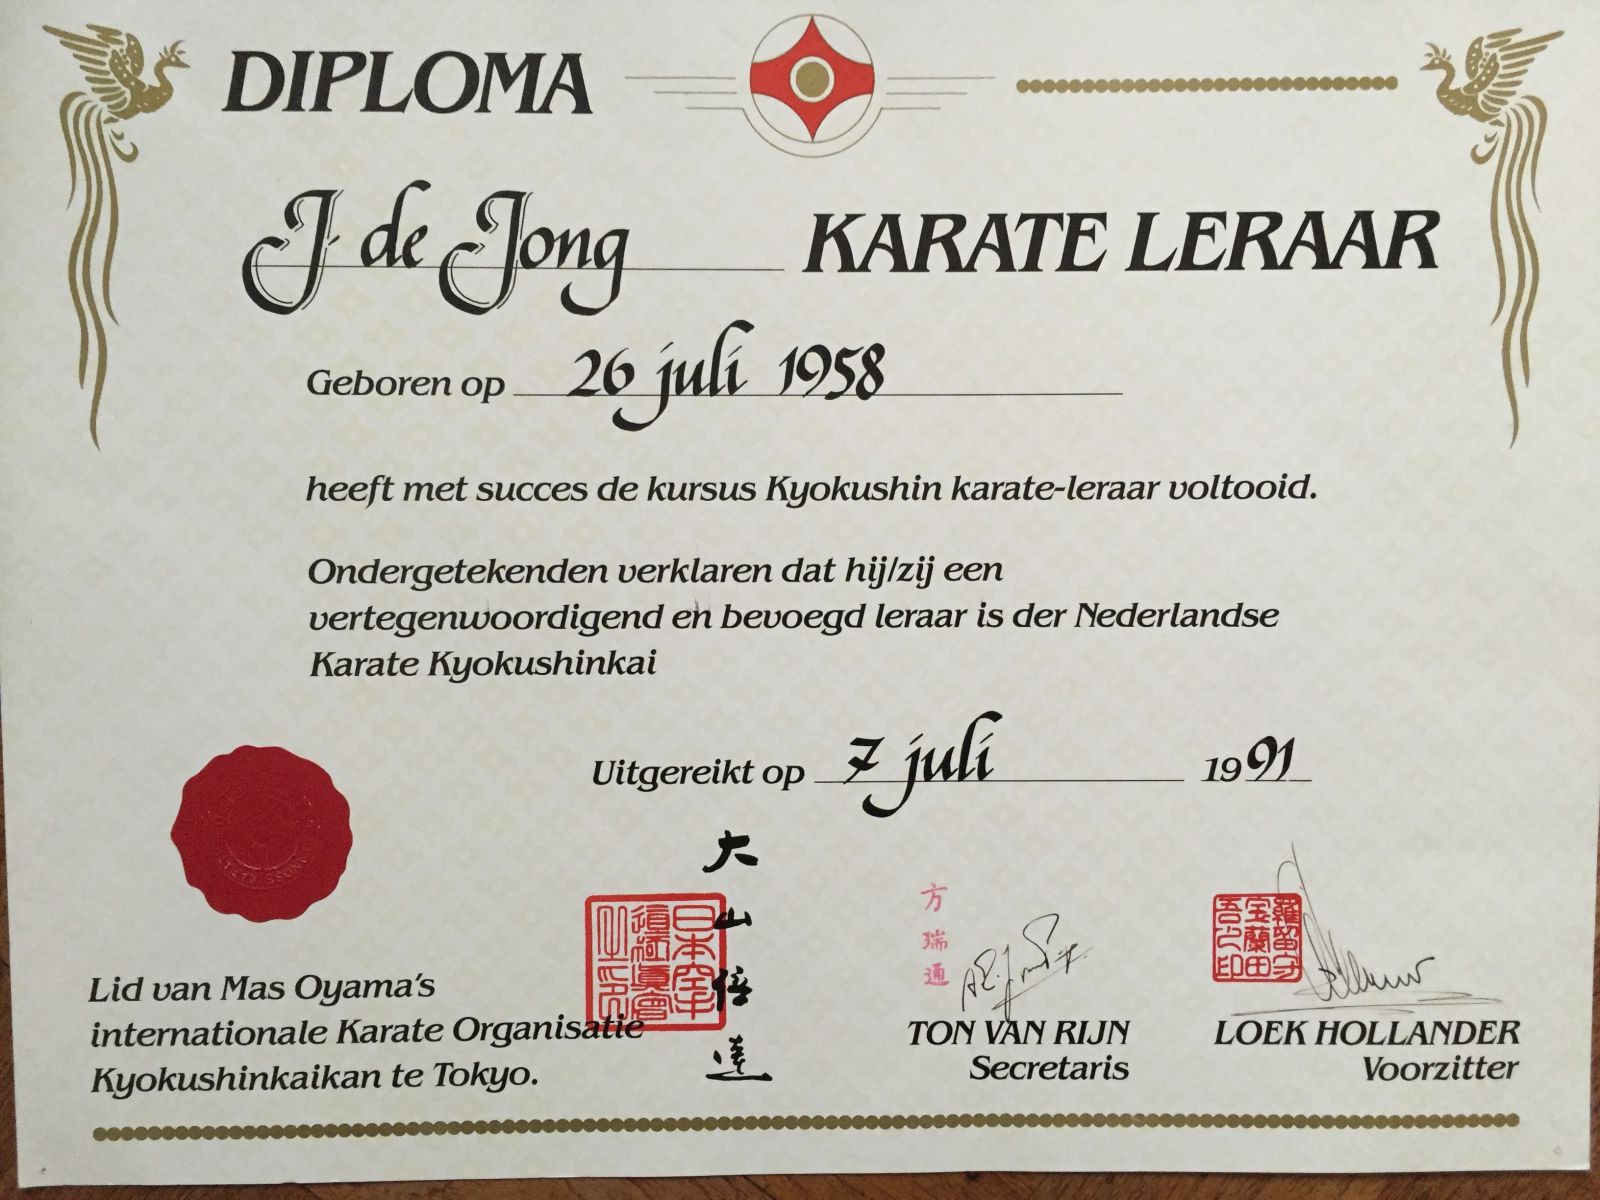 DIPLOMA
J. de Jong KARATE LERAAR
Geboren op 26 juli 1958
heeft met succes de kursus Kyokushin karate-leraar voltooid.
Ondergetekenden verklaren dat hij/zij een
vertegenwoordigend en bevoegd leraar is der Nederlandse
Karate Kyokushinkai
Uitgereikt op 7 juli 1991
大山倍達
方瑞通
Lid van Mas Oyama's
internationale Karate Organisatie
Kyokushinkaikan te Tokyo.
TON VAN RIJN
Secretaris
LOEK HOLLANDER
Voorzitter